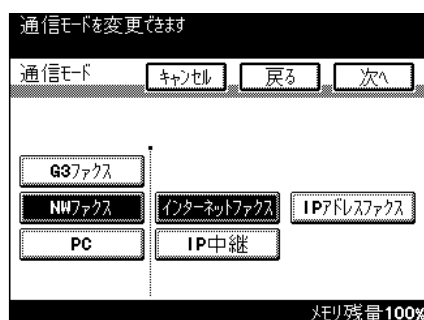 通信ﾓｰﾄﾞを変更できます
通信ﾓｰﾄﾞ ｷｬﾝｾﾙ 戻る 次へ
G3ﾌｧｸｽ
NWﾌｧｸｽ ｲﾝﾀｰﾈｯﾄﾌｧｸｽ IPｱﾄﾞﾚｽﾌｧｸｽ
PC IP中継
ﾒﾓﾘ残量100%